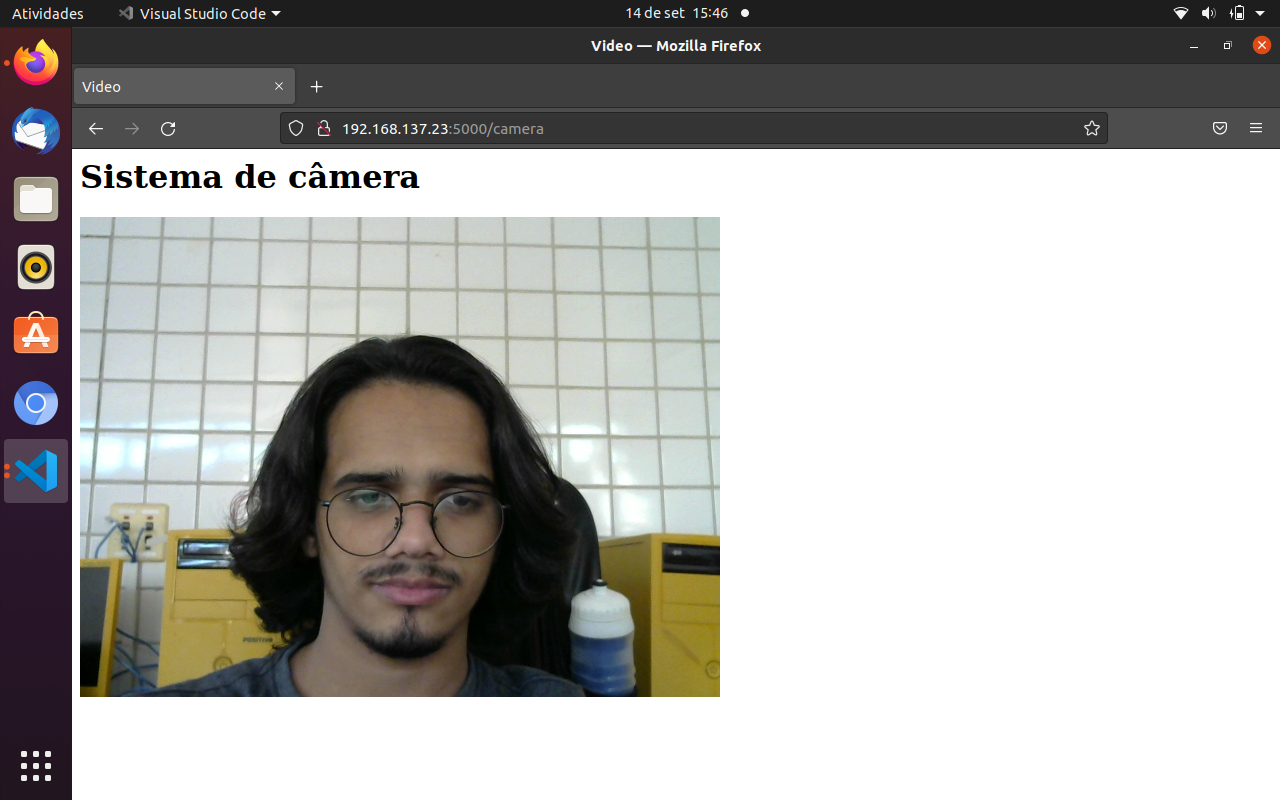 Atividades
Visual Studio Code
14 de set 15:46
Video — Mozilla Firefox
Video
192.168.137.23:5000/camera
Sistema de câmera
POSITIVO